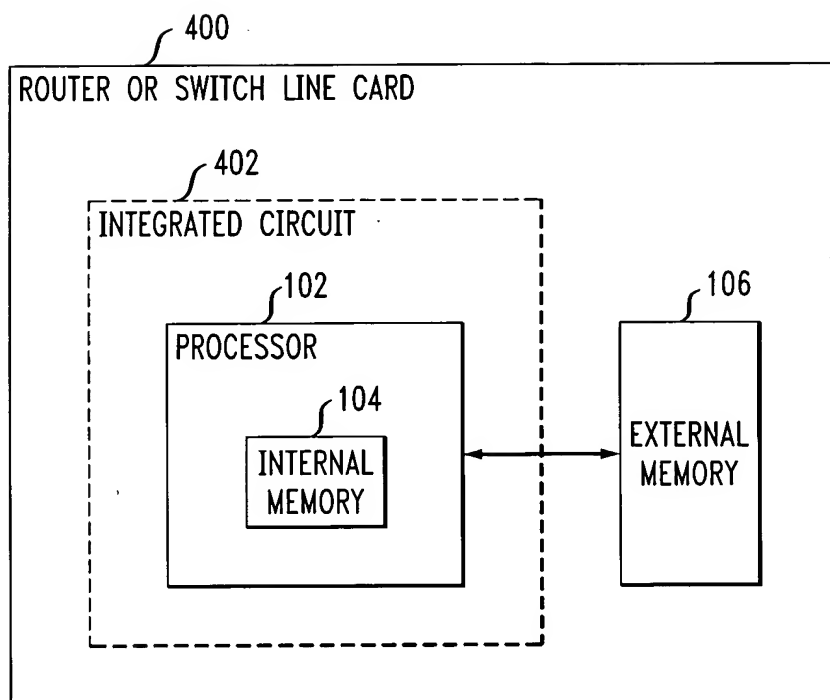 400
ROUTER OR SWITCH LINE CARD
402
INTEGRATED CIRCUIT
102
PROCESSOR
104
INTERNAL
MEMORY
106
EXTERNAL
MEMORY